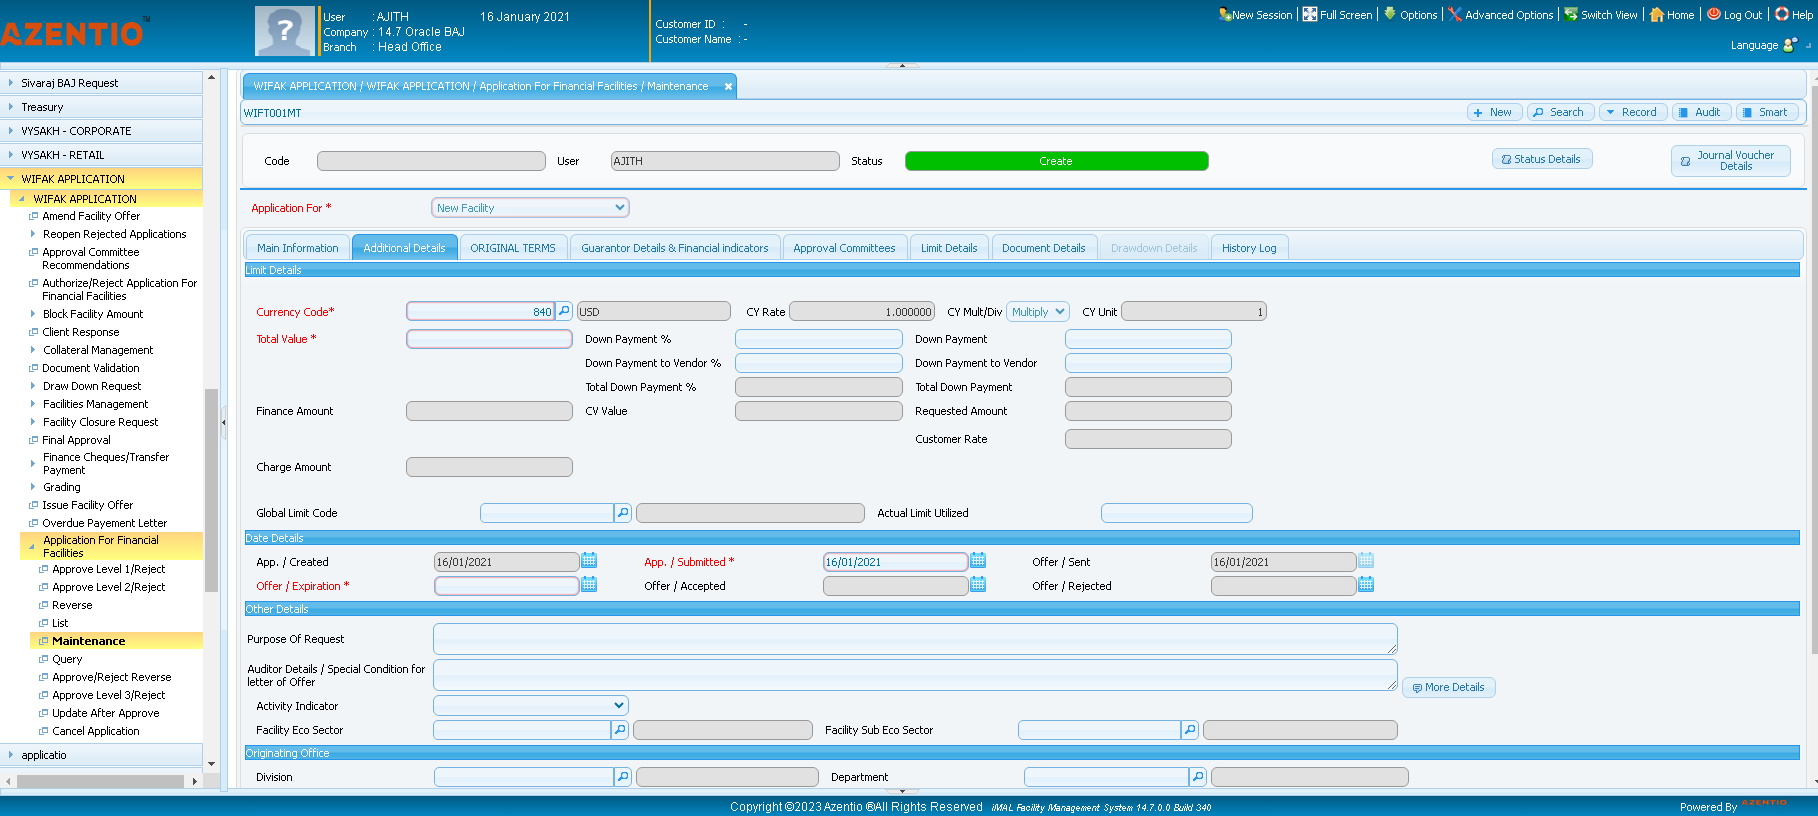 AZENTIO™
User : AJITH 16 January 2021
Company : 14.7 Oracle BAJ
Branch : Head Office
Customer ID : -
Customer Name : -
New Session Full Screen Options Advanced Options Switch View Home Log Out Help
Language
Sivaraj BAJ Request
Treasury
VYSAKH - CORPORATE
VYSAKH - RETAIL
WIFAK APPLICATION
WIFAK APPLICATION
Amend Facility Offer
Reopen Rejected Applications
Approval Committee
Recommendations
Authorize/Reject Application For
Financial Facilities
Block Facility Amount
Client Response
Collateral Management
Document Validation
Draw Down Request
Facilities Management
Facility Closure Request
Final Approval
Finance Cheques/Transfer
Payment
Grading
Issue Facility Offer
Overdue Payement Letter
Application For Financial
Facilities
Approve Level 1/Reject
Approve Level 2/Reject
Reverse
List
Maintenance
Query
Approve/Reject Reverse
Approve Level 3/Reject
Update After Approve
Cancel Application
applicatio
WIFAK APPLICATION / WIFAK APPLICATION / Application For Financial Facilities / Maintenance
WIFT001MT
New Search Record Audit Smart
Code User AJITH Status Create Status Details Journal Voucher
Details
Application For * New Facility
Main Information Additional Details ORIGINAL TERMS Guarantor Details & Financial indicators Approval Committees Limit Details Document Details Drawdown Details History Log
Limit Details
Currency Code* 840 USD CY Rate 1.000000 CY Mult/Div Multiply CY Unit 1
Total Value * Down Payment % Down Payment
Down Payment to Vendor % Down Payment to Vendor
Total Down Payment % Total Down Payment
Finance Amount CV Value Requested Amount
Customer Rate
Charge Amount
Global Limit Code Actual Limit Utilized
Date Details
App. / Created 16/01/2021 App. / Submitted * 16/01/2021 Offer / Sent 16/01/2021
Offer / Expiration * Offer / Accepted Offer / Rejected
Other Details
Purpose Of Request
Auditor Details / Special Condition for
letter of Offer
More Details
Activity Indicator
Facility Eco Sector Facility Sub Eco Sector
Originating Office
Division Department
Copyright ©2023 Azentio ®All Rights Reserved iMAL Facility Management System 14.7.0.0 Build 340
Powered By AZENTIO